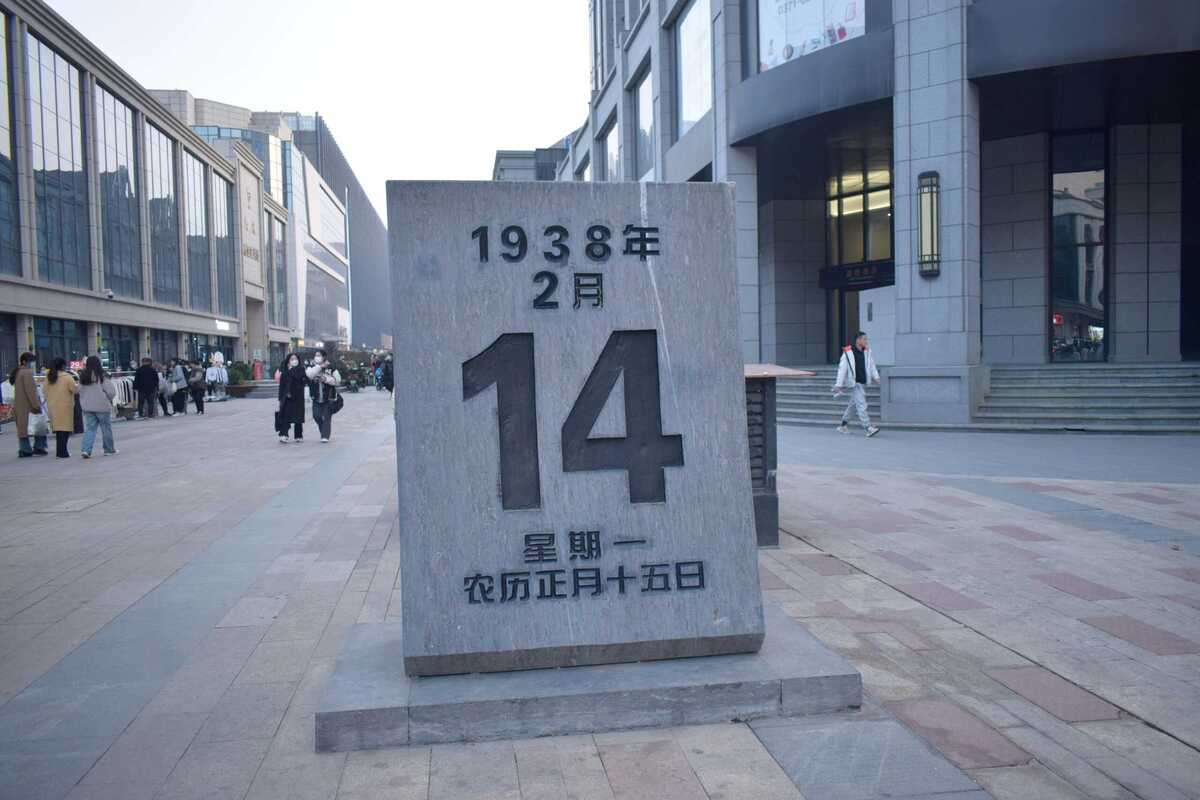 1938年
2月
14
星期一
农历正月十五日